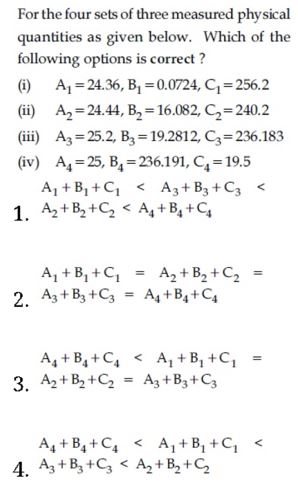 For the four sets of three measured physical
quantities as given below. Which of the
following options is correct ?
(i) A₁ = 24.36, B₁ = 0.0724, C₁ = 256.2
(ii) A₂ = 24.44, B₂ = 16.082, C₂ = 240.2
(iii) A₃ = 25.2, B₃ = 19.2812, C₃ = 236.183
(iv) A₄ = 25, B₄ = 236.191, C₄ = 19.5
A₁ + B₁ + C₁ < A₃ + B₃ + C₃ <
1. A₂ + B₂ + C₂ < A₄ + B₄ + C₄
A₁ + B₁ + C₁ = A₂ + B₂ + C₂ =
2. A₃ + B₃ + C₃ = A₄ + B₄ + C₄
A₄ + B₄ + C₄ < A₁ + B₁ + C₁ =
3. A₂ + B₂ + C₂ = A₃ + B₃ + C₃
A₄ + B₄ + C₄ < A₁ + B₁ + C₁ <
4. A₃ + B₃ + C₃ < A₂ + B₂ + C₂